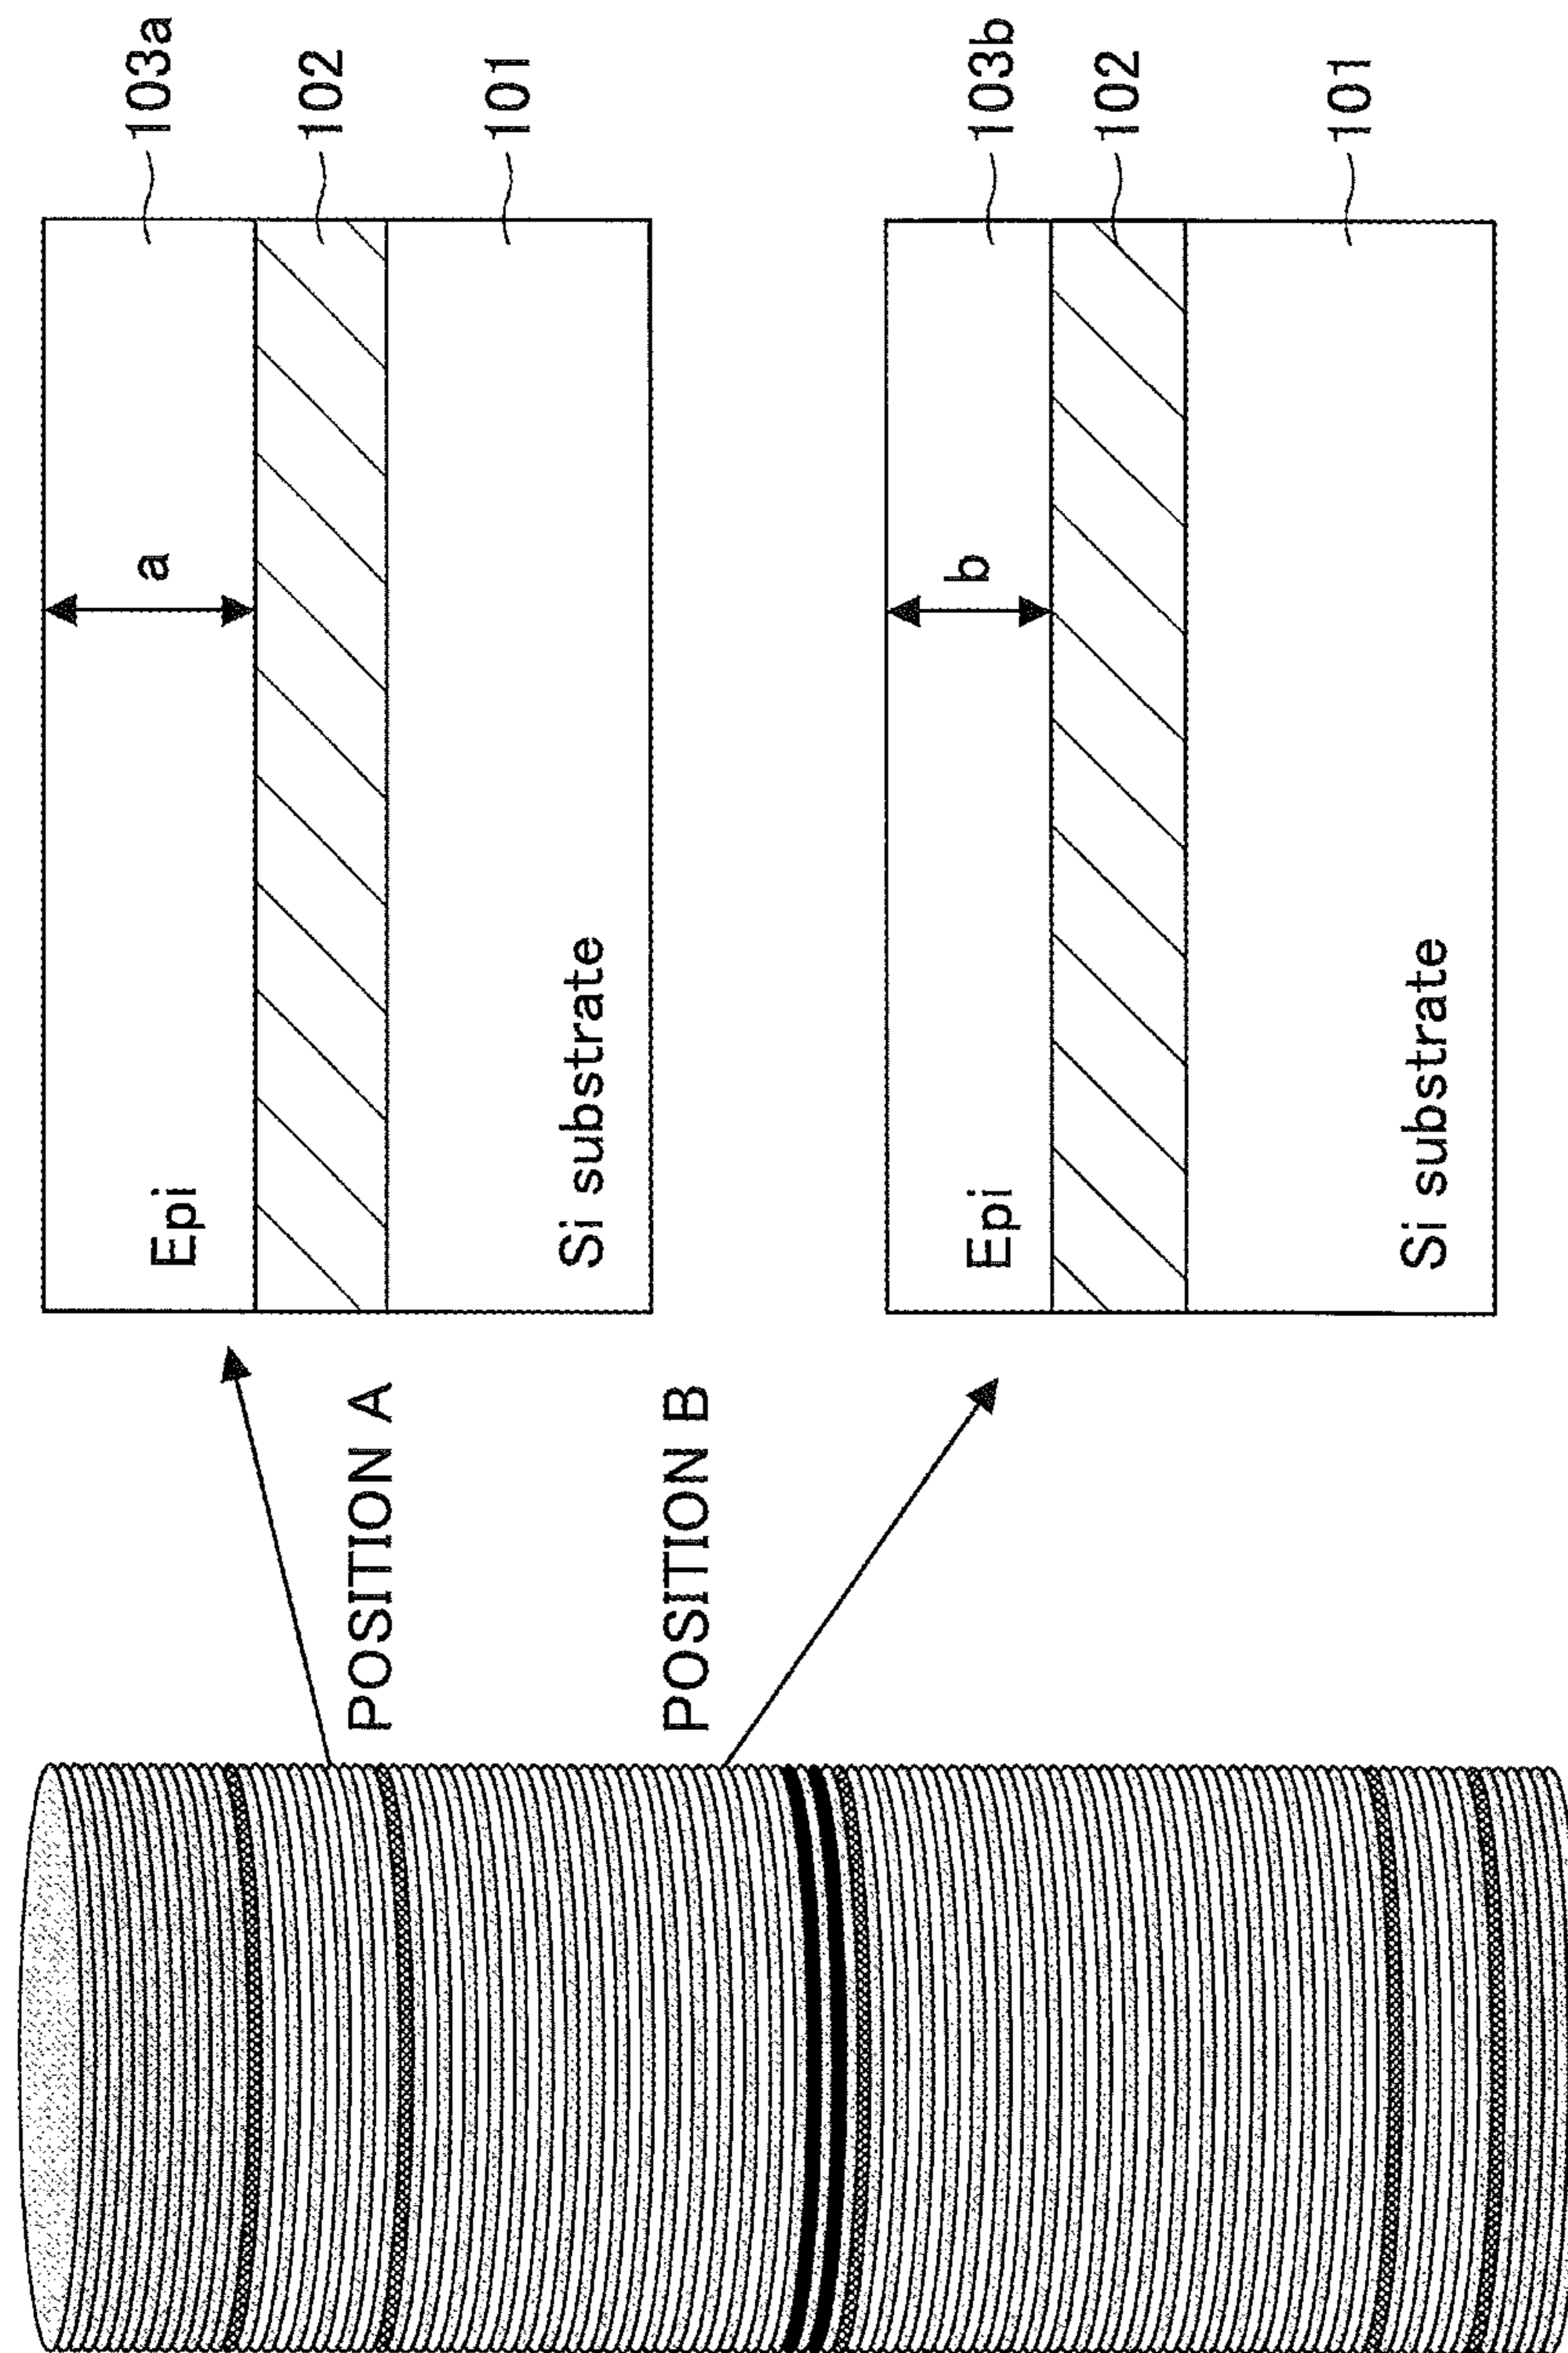 POSITION A
Epi
a
103a
102
Si substrate
101
POSITION B
Epi
b
103b
102
Si substrate
101